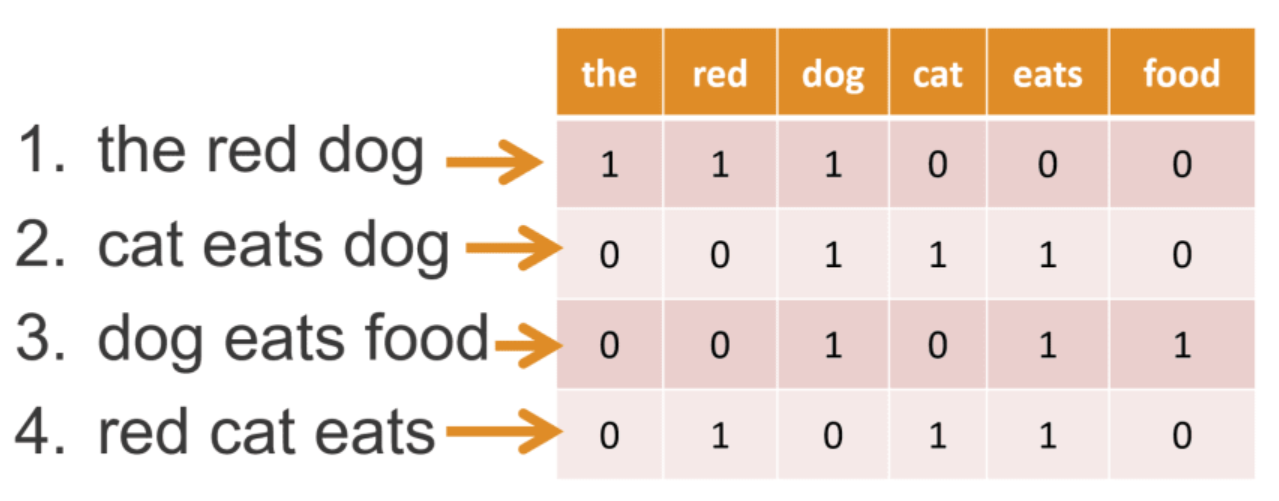 the red dog cat eats food
1. the red dog 1 1 1 0 0 0
2. cat eats dog 0 0 1 1 1 0
3. dog eats food 0 0 1 0 1 1
4. red cat eats 0 1 0 1 1 0